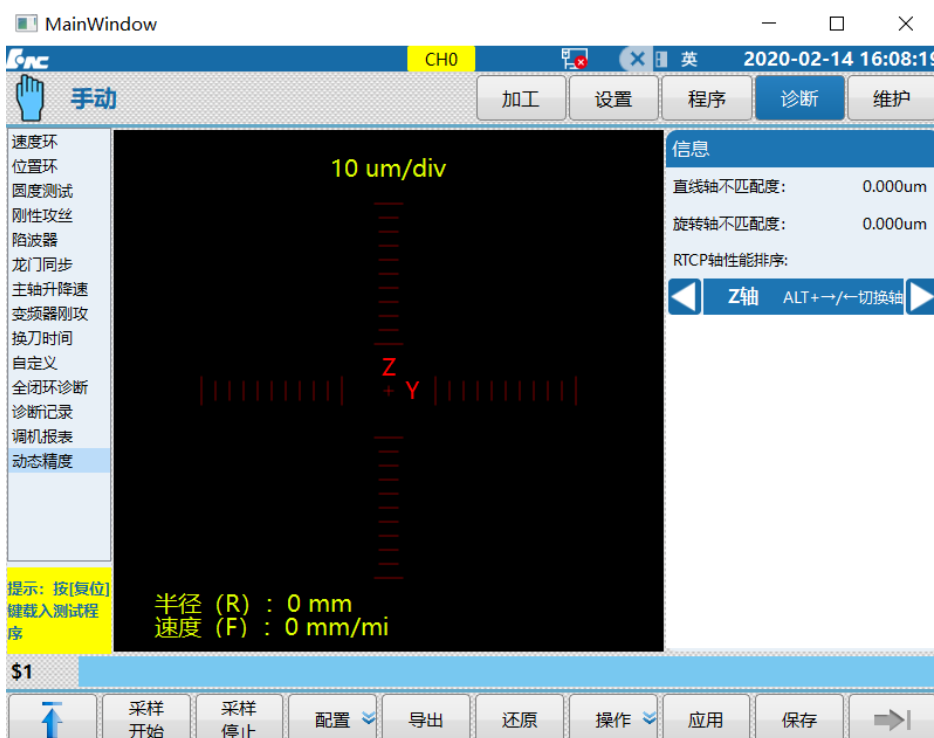 MainWindow
CH0
英
2020-02-14 16:08:19
手动
加工
设置
程序
诊断
维护
速度环
位置环
圆度测试
刚性攻丝
陷波器
龙门同步
主轴升降速
变频器刚攻
换刀时间
自定义
全闭环诊断
诊断记录
调机报表
动态精度
提示：按[复位]
键载入测试程
序
10 um/div
Z
Y
半径（R）：0 mm
速度（F）：0 mm/mi
信息
直线轴不匹配度： 0.000um
旋转轴不匹配度： 0.000um
RTCP轴性能排序:
Z轴 ALT+→/←切换轴
$1
采样
开始
采样
停止
配置
导出
还原
操作
应用
保存